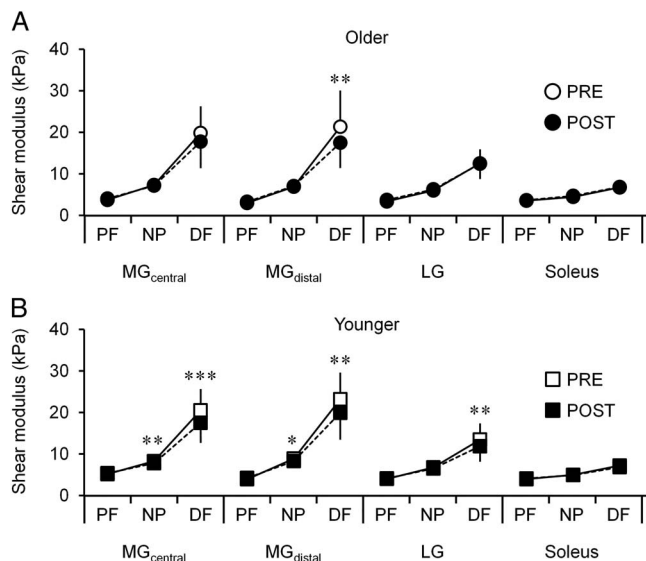 A
Older
Shear modulus (kPa)
40
30
20
10
0
**
PRE
POST
PF NP DF PF NP DF PF NP DF PF NP DF
MGcentral MGdistal LG Soleus
B
Younger
Shear modulus (kPa)
40
30
20
10
0
** *** * ** **
PRE
POST
PF NP DF PF NP DF PF NP DF PF NP DF
MGcentral MGdistal LG Soleus